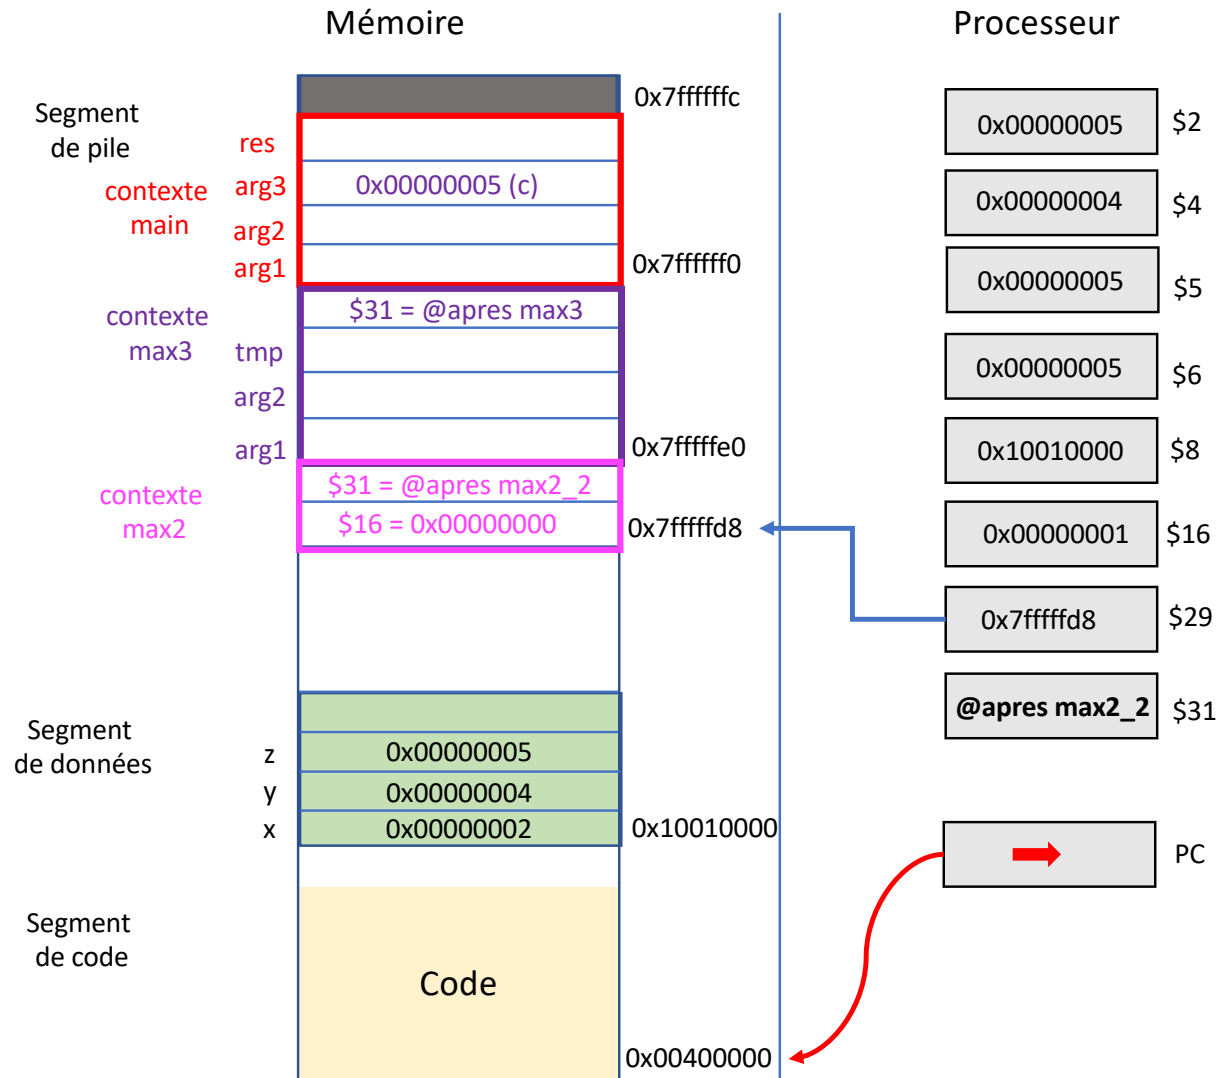 Mémoire
Processeur
0x7ffffffc
Segment
de pile
res
contexte
main
arg3
0x00000005 (c)
arg2
arg1
0x7ffffff0
contexte
max3
$31 = @apres max3
tmp
arg2
arg1
0x7fffffe0
contexte
max2
$31 = @apres max2_2
$16 = 0x00000000
0x7fffffd8
Segment
de données
z
0x00000005
y
0x00000004
x
0x00000002
0x10010000
Segment
de code
Code
0x00400000
0x00000005
$2
0x00000004
$4
0x00000005
$5
0x00000005
$6
0x10010000
$8
0x00000001
$16
0x7fffffd8
$29
@apres max2_2
$31
PC